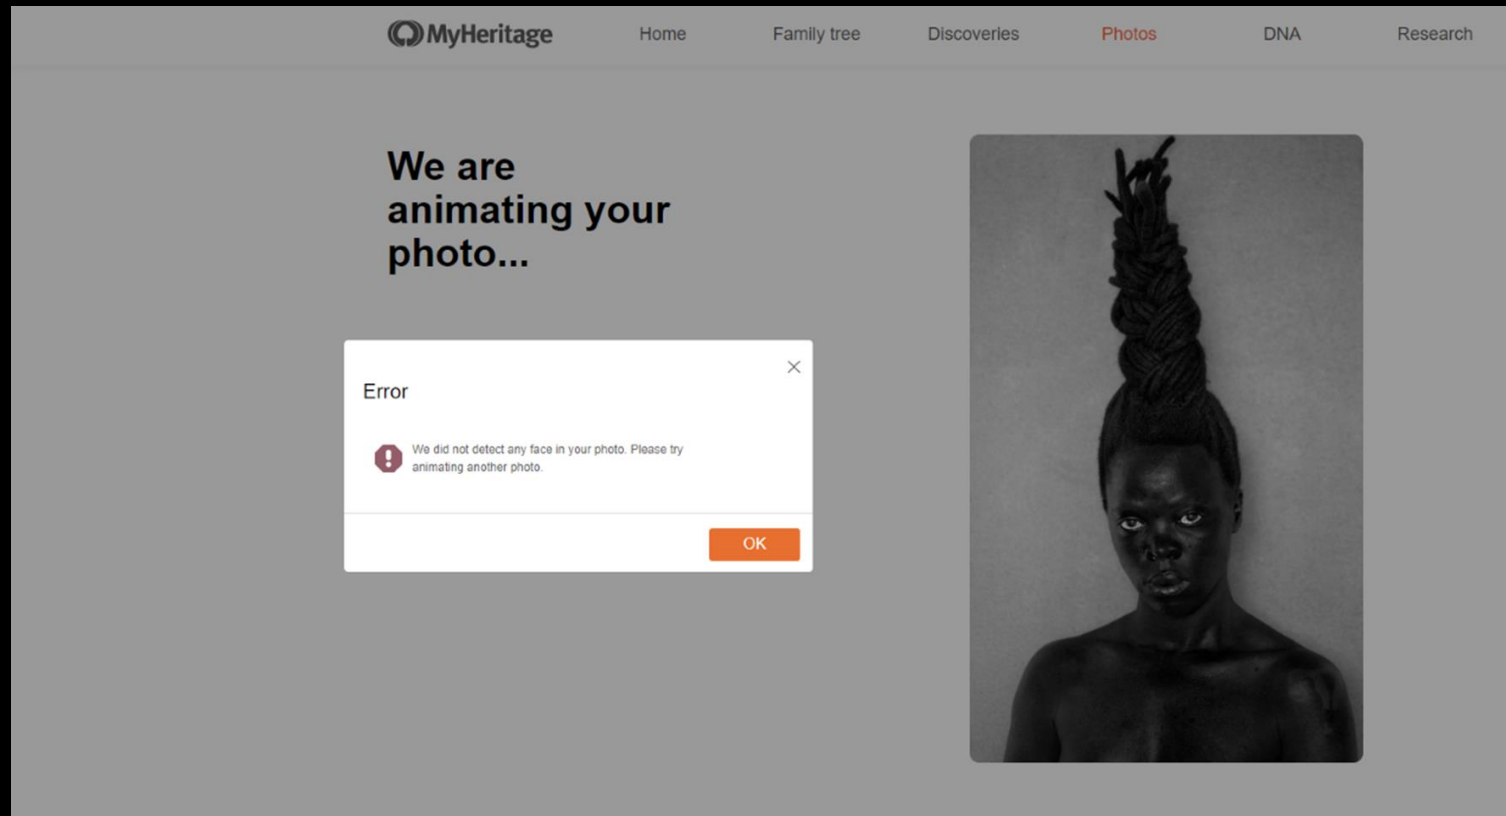 MyHeritage
Home
Family tree
Discoveries
Photos
DNA
Research
We are
animating your
photo...
Error
We did not detect any face in your photo. Please try
animating another photo.
OK